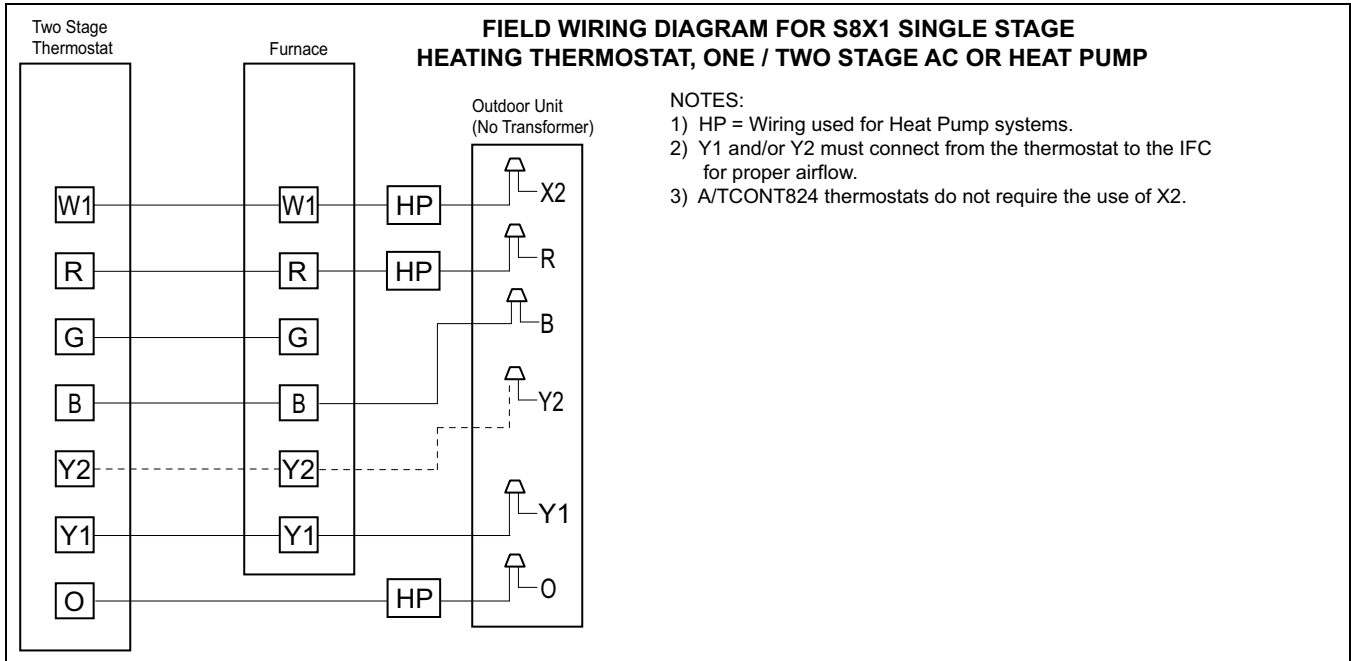 Two Stage
Thermostat
Furnace
FIELD WIRING DIAGRAM FOR S8X1 SINGLE STAGE
HEATING THERMOSTAT, ONE / TWO STAGE AC OR HEAT PUMP
Outdoor Unit
(No Transformer)
NOTES:
1) HP = Wiring used for Heat Pump systems.
2) Y1 and/or Y2 must connect from the thermostat to the IFC
for proper airflow.
3) A/TCONT824 thermostats do not require the use of X2.
W1 W1 HP X2
R R HP R
G G
B B B
Y2 Y2 Y2
Y1 Y1 Y1
O HP O